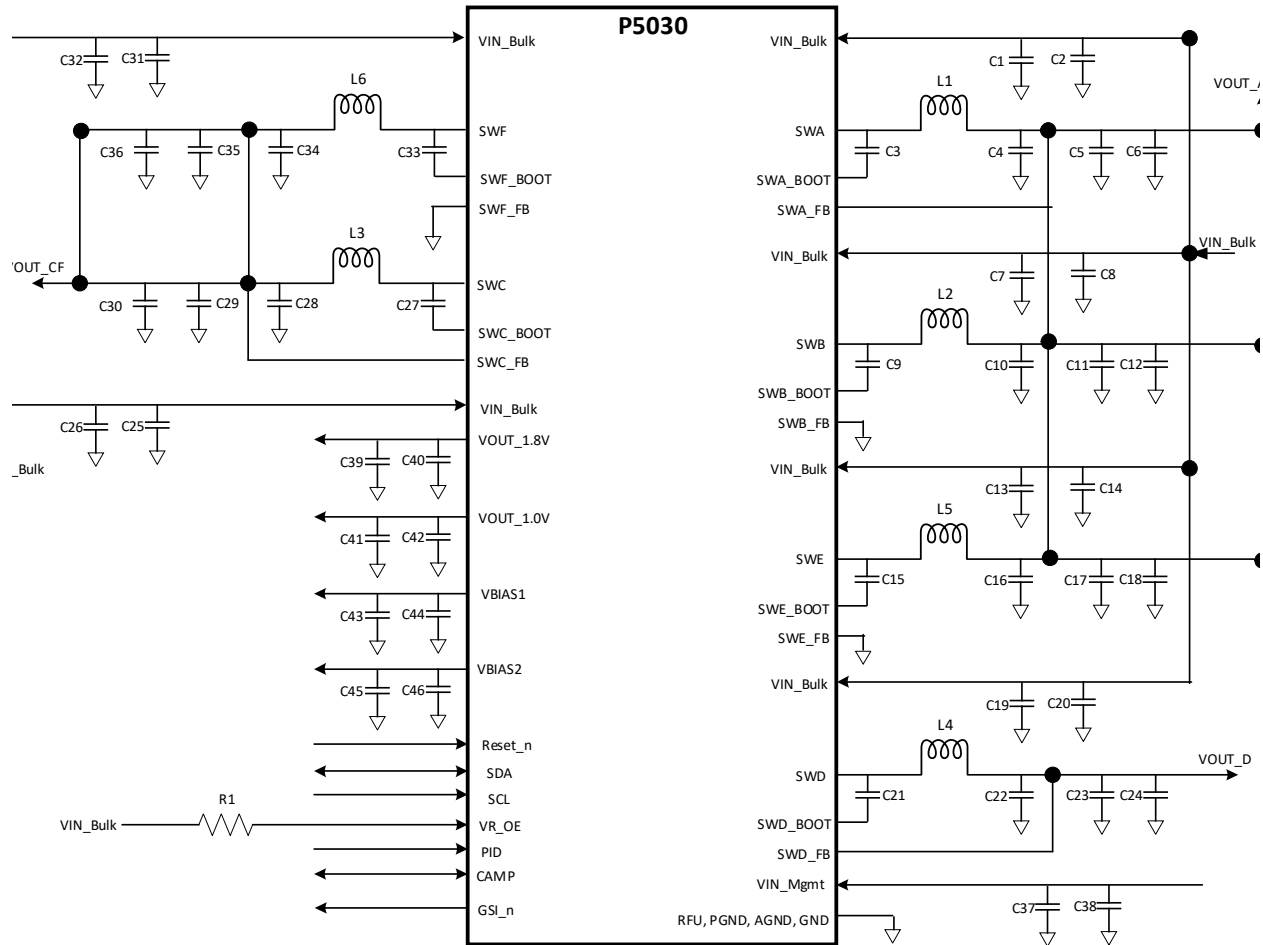 P5030
VIN_Bulk
C32
C31
L6
SWF
C36
C35
C34
C33
SWF_BOOT
SWF_FB
L3
VOUT_CF
SWC
C30
C29
C28
C27
SWC_BOOT
SWC_FB
VIN_Bulk
C26
C25
_Bulk
VOUT_1.8V
C39
C40
VOUT_1.0V
C41
C42
VBIAS1
C43
C44
VBIAS2
C45
C46
Reset_n
SDA
SCL
R1
VIN_Bulk
VR_OE
PID
CAMP
GSI_n
VIN_Bulk
C1
C2
VOUT_A
L1
SWA
C3
C4
C5
C6
SWA_BOOT
SWA_FB
VIN_Bulk
VIN_Bulk
C7
C8
L2
SWB
C9
C10
C11
C12
SWB_BOOT
SWB_FB
VIN_Bulk
C13
C14
L5
SWE
C15
C16
C17
C18
SWE_BOOT
SWE_FB
VIN_Bulk
C19
C20
L4
VOUT_D
SWD
C21
C22
C23
C24
SWD_BOOT
SWD_FB
VIN_Mgmt
C37
C38
RFU, PGND, AGND, GND